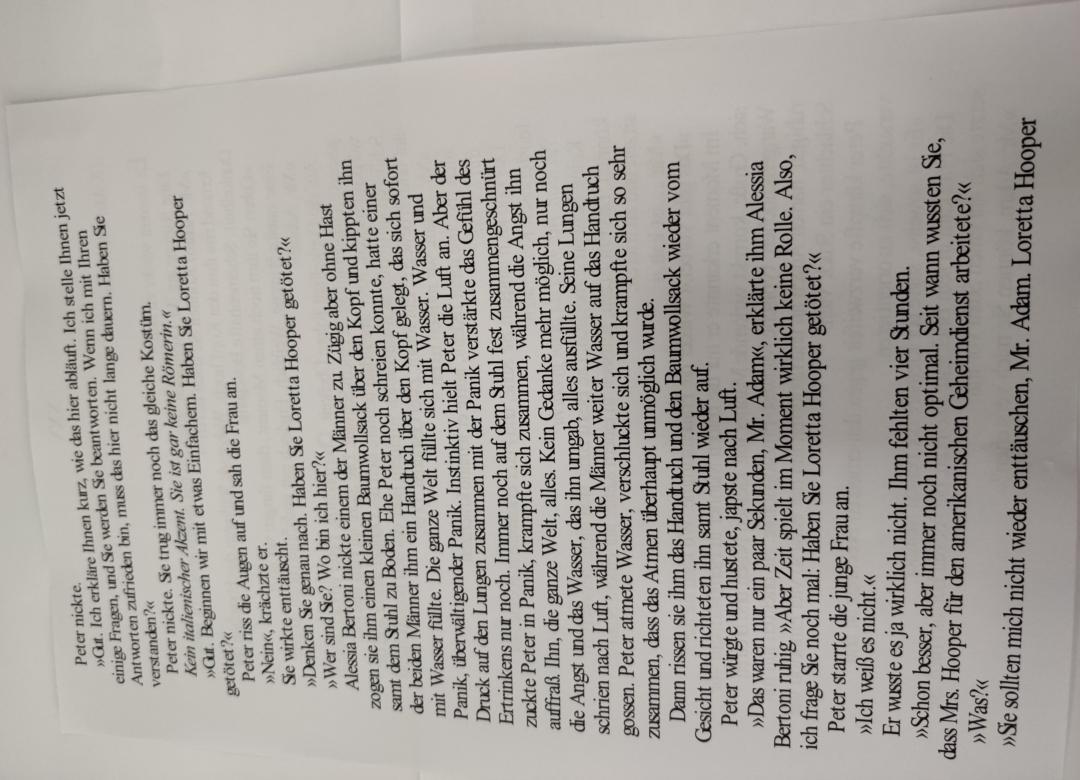 Peter nickte.
»Gut. Ich erkläre Ihnen kurz, wie das hier abläuft. Ich stelle Ihnen jetzt
einige Fragen, und Sie werden Sie beantworten. Wenn ich mit Ihren
Antworten zufrieden bin, muss das hier nicht lange dauern. Haben Sie
verstanden?«
Peter nickte. Sie trug immer noch das gleiche Kostüm.
Kein italienischer Akzent. Sie ist gar keine Römerin.«
»Gut. Beginnen wir mit etwas Einfachem. Haben Sie Loretta Hooper
getötet?«
Peter riss die Augen auf und sah die Frau an.
»Nein«, krächzte er.
Sie wirkte enttäuscht.
»Denken Sie genau nach. Haben Sie Loretta Hooper getötet?«
»Wer sind Sie? Wo bin ich hier?«
Alessia Bertoni nickte einem der Männer zu. Zügig aber ohne Hast
zogen sie ihm einen kleinen Baumwollsack über den Kopf und kippten ihn
samt dem Stuhl zu Boden. Ehe Peter noch schreien konnte, hatte einer
der beiden Männer ihm ein Handtuch über den Kopf gelegt, das sich sofort
mit Wasser füllte. Die ganze Welt füllte sich mit Wasser. Wasser und
Panik, überwältigender Panik. Instinktiv hielt Peter die Luft an. Aber der
Druck auf den Lungen zusammen mit der Panik verstärkte das Gefühl des
Ertrinkens nur noch. Immer noch auf dem Stuhl fest zusammengeschnürt
zuckte Peter in Panik, krampfte sich zusammen, während die Angst ihn
auffraß. Ihn, die ganze Welt, alles. Kein Gedanke mehr möglich, nur noch
die Angst und das Wasser, das ihn umgab, alles ausfüllte. Seine Lungen
schrien nach Luft, während die Männer weiter Wasser auf das Handtuch
gossen. Peter atmete Wasser, verschluckte sich und krampfte sich so sehr
zusammen, dass das Atmen überhaupt unmöglich wurde.
Dann rissen sie ihm das Handtuch und den Baumwollsack wieder vom
Gesicht und richteten ihn samt Stuhl wieder auf.
Peter würgte und hustete, japste nach Luft.
»Das waren nur ein paar Sekunden, Mr. Adam«, erklärte ihm Alessia
Bertoni ruhig. »Aber Zeit spielt im Moment wirklich keine Rolle. Also,
ich frage Sie noch mal: Haben Sie Loretta Hooper getötet?«
Peter starrte die junge Frau an.
»Ich weiß es nicht.«
Er wusste es ja wirklich nicht. Ihm fehlten vier Stunden.
»Schon besser, aber immer noch nicht optimal. Seit wann wussten Sie,
dass Mrs. Hooper für den amerikanischen Geheimdienst arbeitete?«
»Was?«
»Sie sollten mich nicht wieder enttäuschen, Mr. Adam. Loretta Hooper